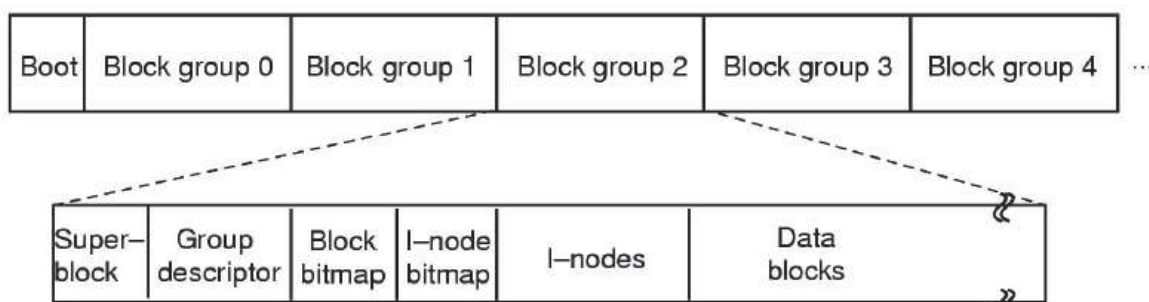 Boot Block group 0 Block group 1 Block group 2 Block group 3 Block group 4 ...
Super– Group Block I–node I–nodes Data
block descriptor bitmap bitmap blocks